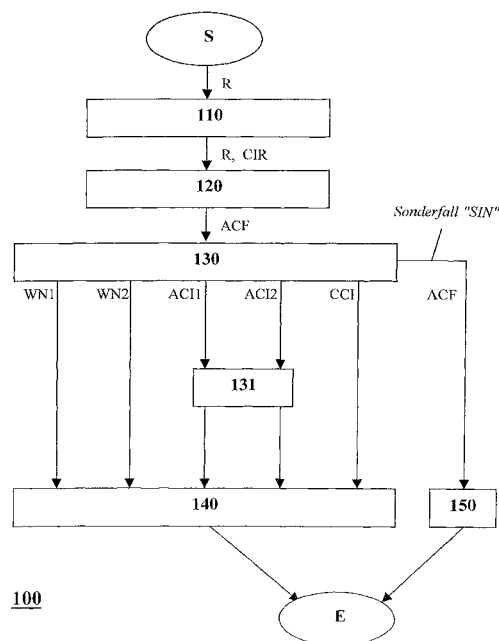 S
R
110
R, CIR
120
ACF
Sonderfall "SIN"
130
WN1 WN2 ACI1 ACI2 CCI ACF
131
140
150
100
E